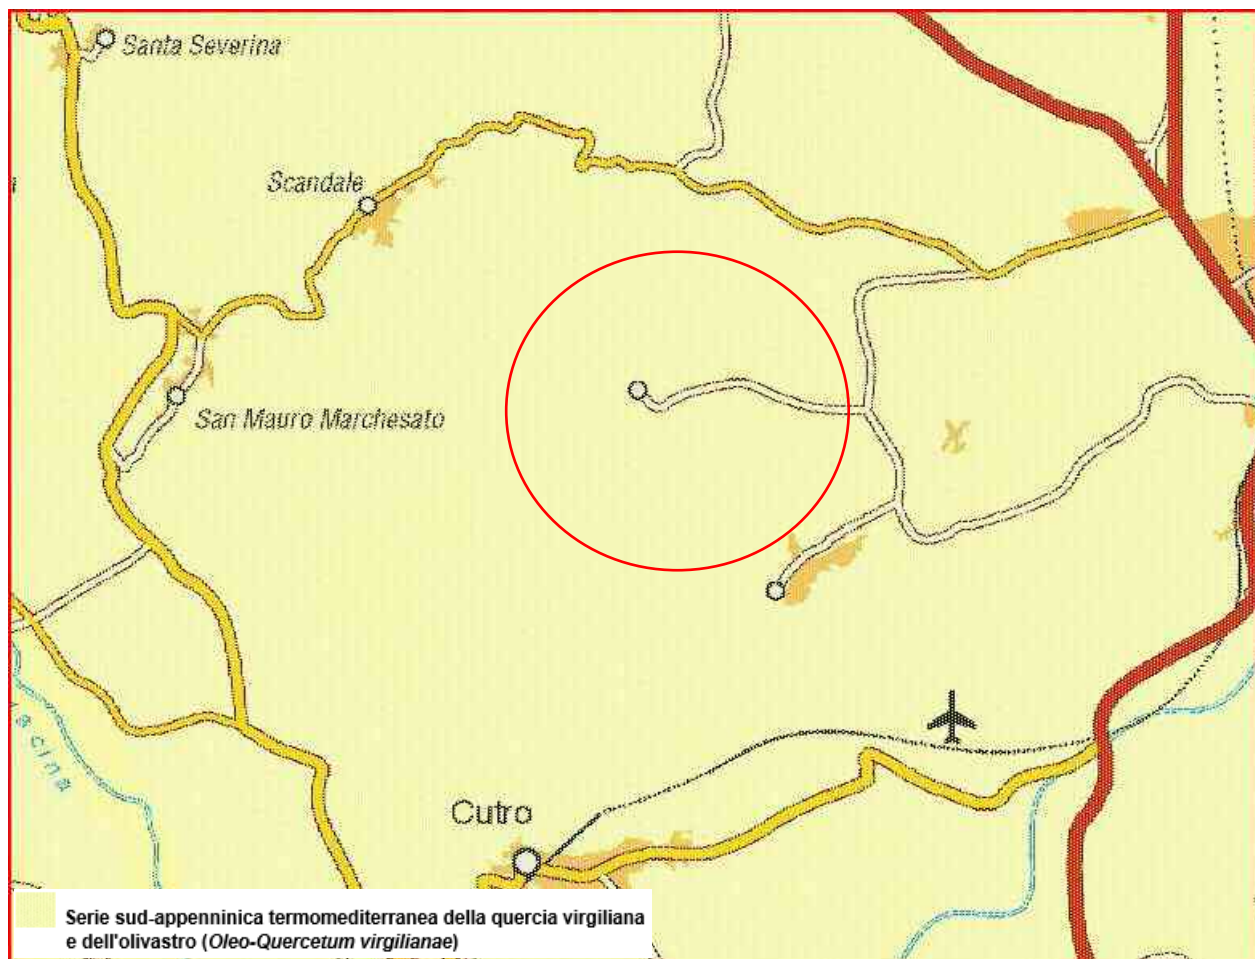 Santa Severina
Scandale
San Mauro Marchesato
Cutro
Serie sud-appenninica termomediterranea della quercia virgiliana
e dell'olivastro (Oleo-Quercetum virgilianae)